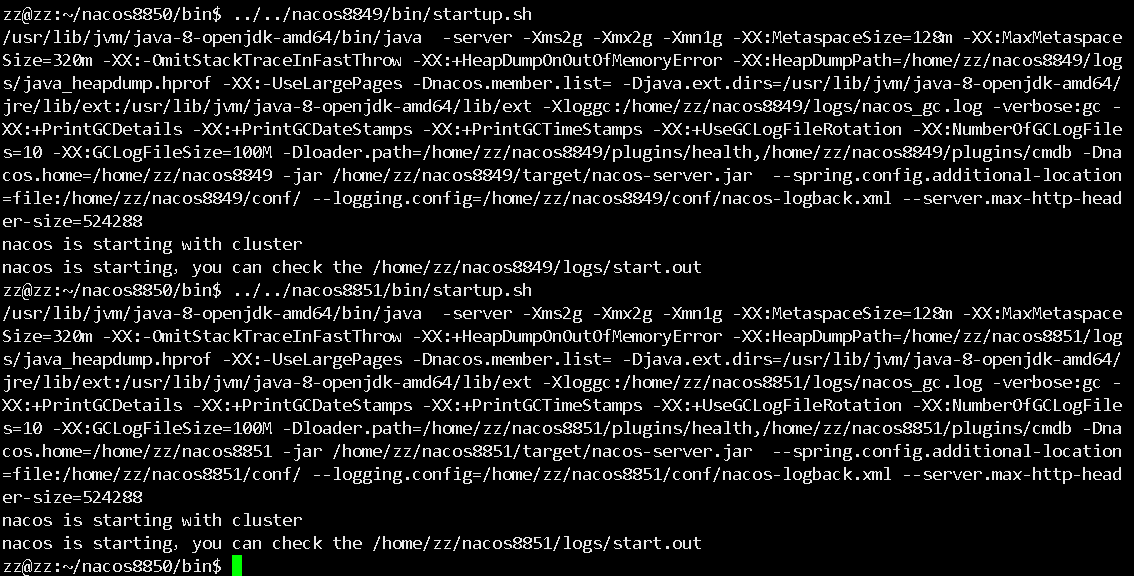 zz@zz:~/nacos8850/bin$ ../../nacos8849/bin/startup.sh
/usr/lib/jvm/java-8-openjdk-amd64/bin/java  -server -Xms2g -Xmx2g -Xmn1g -XX:MetaspaceSize=128m -XX:MaxMetaspace
Size=320m -XX:-OmitStackTraceInFastThrow -XX:+HeapDumpOnOutOfMemoryError -XX:HeapDumpPath=/home/zz/nacos8849/log
s/java_heapdump.hprof -XX:-UseLargePages -Dnacos.member.list= -Djava.ext.dirs=/usr/lib/jvm/java-8-openjdk-amd64/
jre/lib/ext:/usr/lib/jvm/java-8-openjdk-amd64/lib/ext -Xloggc:/home/zz/nacos8849/logs/nacos_gc.log -verbose:gc -
XX:+PrintGCDetails -XX:+PrintGCDateStamps -XX:+PrintGCTimeStamps -XX:+UseGCLogFileRotation -XX:NumberOfGCLogFile
s=10 -XX:GCLogFileSize=100M -Dloader.path=/home/zz/nacos8849/plugins/health,/home/zz/nacos8849/plugins/cmdb -Dna
cos.home=/home/zz/nacos8849 -jar /home/zz/nacos8849/target/nacos-server.jar  --spring.config.additional-location
=file:/home/zz/nacos8849/conf/ --logging.config=/home/zz/nacos8849/conf/nacos-logback.xml --server.max-http-head
er-size=524288
nacos is starting with cluster
nacos is starting, you can check the /home/zz/nacos8849/logs/start.out
zz@zz:~/nacos8850/bin$ ../../nacos8851/bin/startup.sh
/usr/lib/jvm/java-8-openjdk-amd64/bin/java  -server -Xms2g -Xmx2g -Xmn1g -XX:MetaspaceSize=128m -XX:MaxMetaspace
Size=320m -XX:-OmitStackTraceInFastThrow -XX:+HeapDumpOnOutOfMemoryError -XX:HeapDumpPath=/home/zz/nacos8851/log
s/java_heapdump.hprof -XX:-UseLargePages -Dnacos.member.list= -Djava.ext.dirs=/usr/lib/jvm/java-8-openjdk-amd64/
jre/lib/ext:/usr/lib/jvm/java-8-openjdk-amd64/lib/ext -Xloggc:/home/zz/nacos8851/logs/nacos_gc.log -verbose:gc -
XX:+PrintGCDetails -XX:+PrintGCDateStamps -XX:+PrintGCTimeStamps -XX:+UseGCLogFileRotation -XX:NumberOfGCLogFile
s=10 -XX:GCLogFileSize=100M -Dloader.path=/home/zz/nacos8851/plugins/health,/home/zz/nacos8851/plugins/cmdb -Dna
cos.home=/home/zz/nacos8851 -jar /home/zz/nacos8851/target/nacos-server.jar  --spring.config.additional-location
=file:/home/zz/nacos8851/conf/ --logging.config=/home/zz/nacos8851/conf/nacos-logback.xml --server.max-http-head
er-size=524288
nacos is starting with cluster
nacos is starting, you can check the /home/zz/nacos8851/logs/start.out
zz@zz:~/nacos8850/bin$